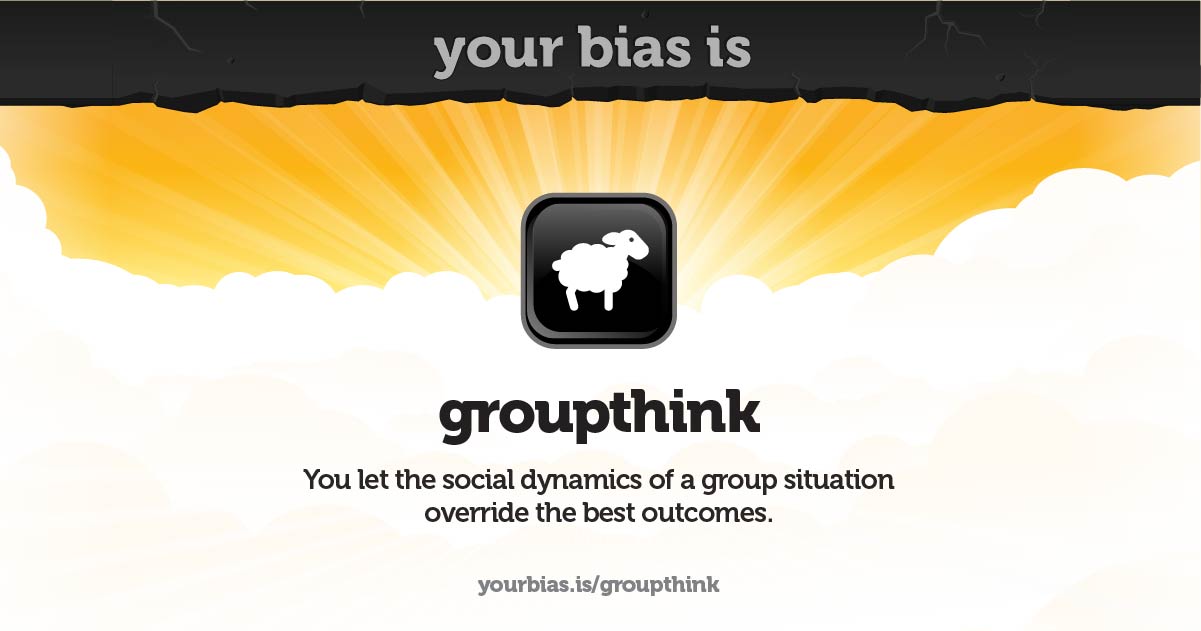 your bias is
groupthink
You let the social dynamics of a group situation
override the best outcomes.
yourbias.is/groupthink